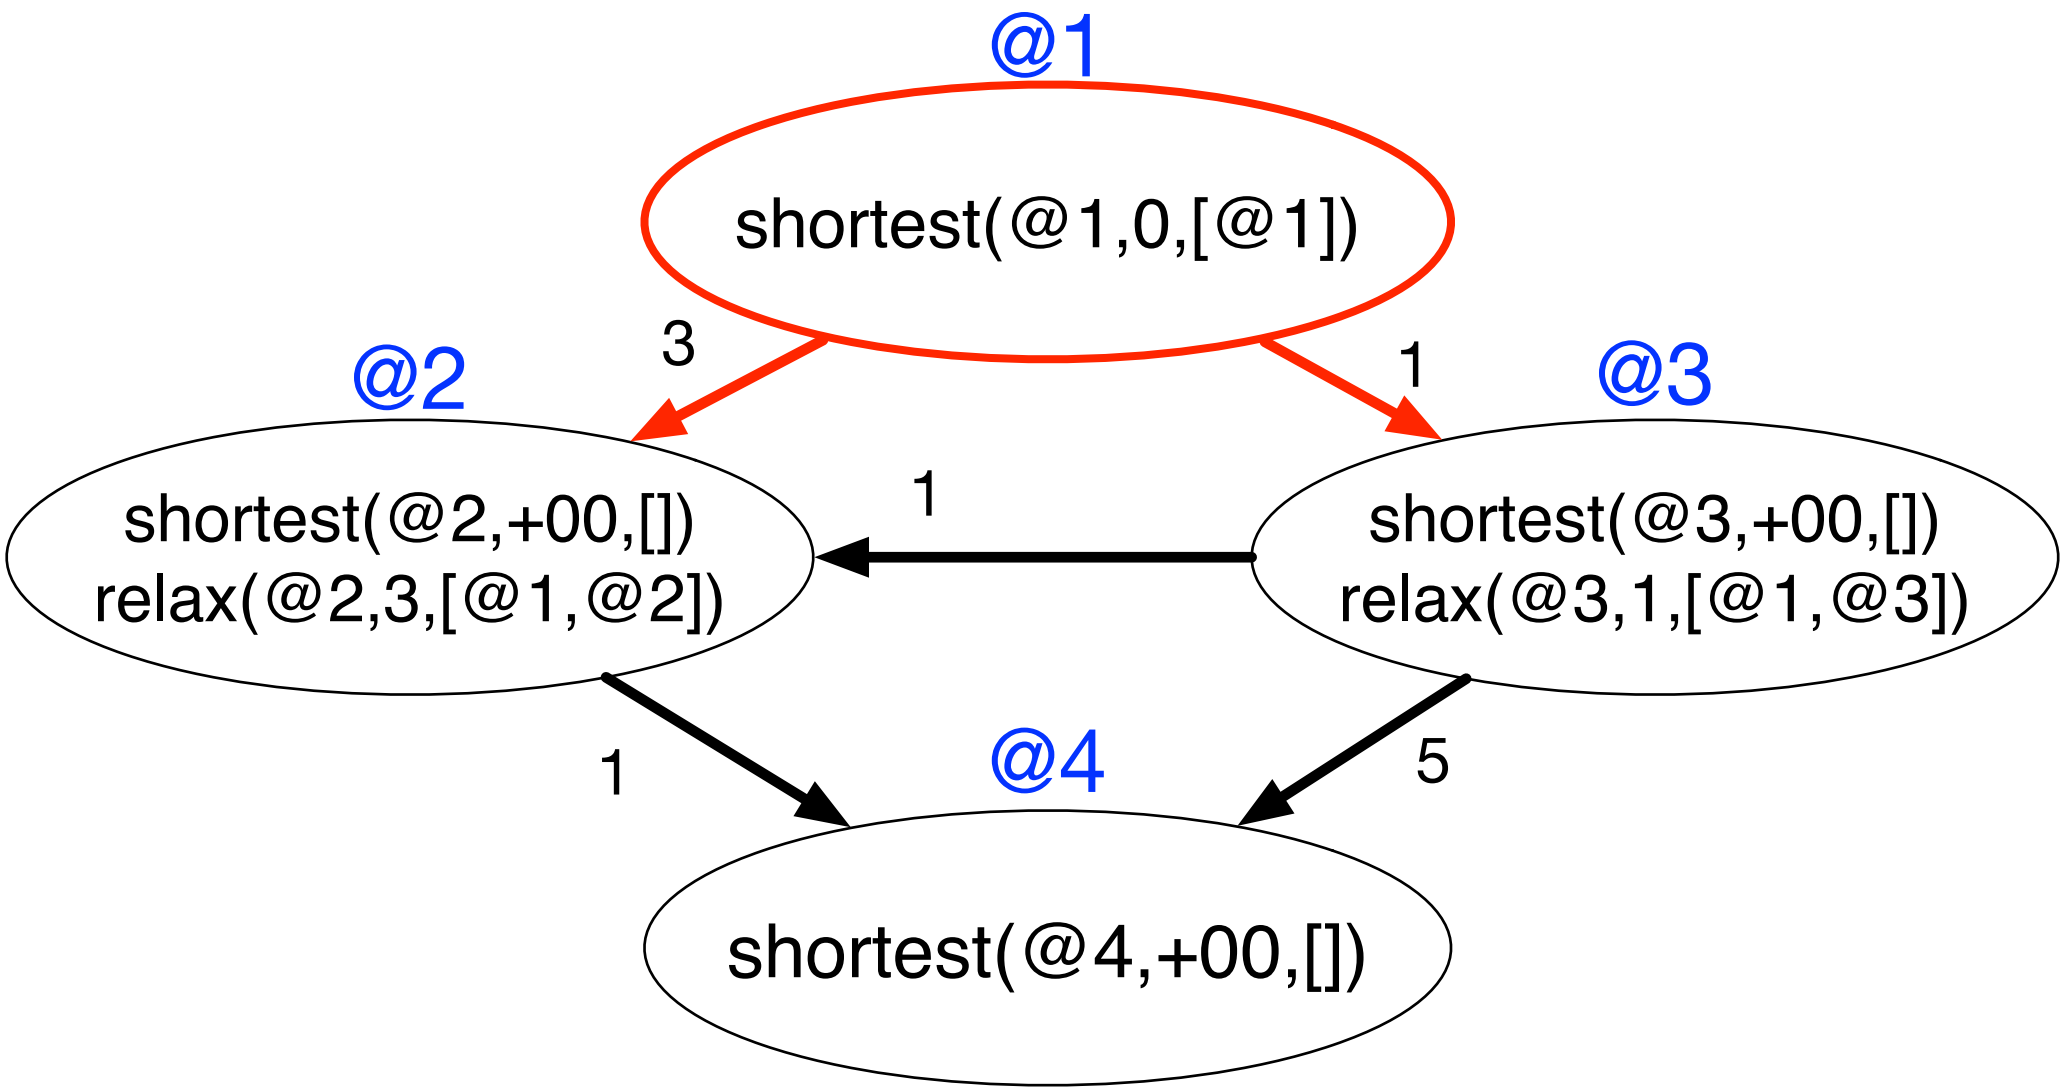 @1
shortest(@1,0,[@1])
3
1
@2
@3
1
shortest(@2,+00,[])
relax(@2,3,[@1,@2])
shortest(@3,+00,[])
relax(@3,1,[@1,@3])
1
@4
5
shortest(@4,+00,[])